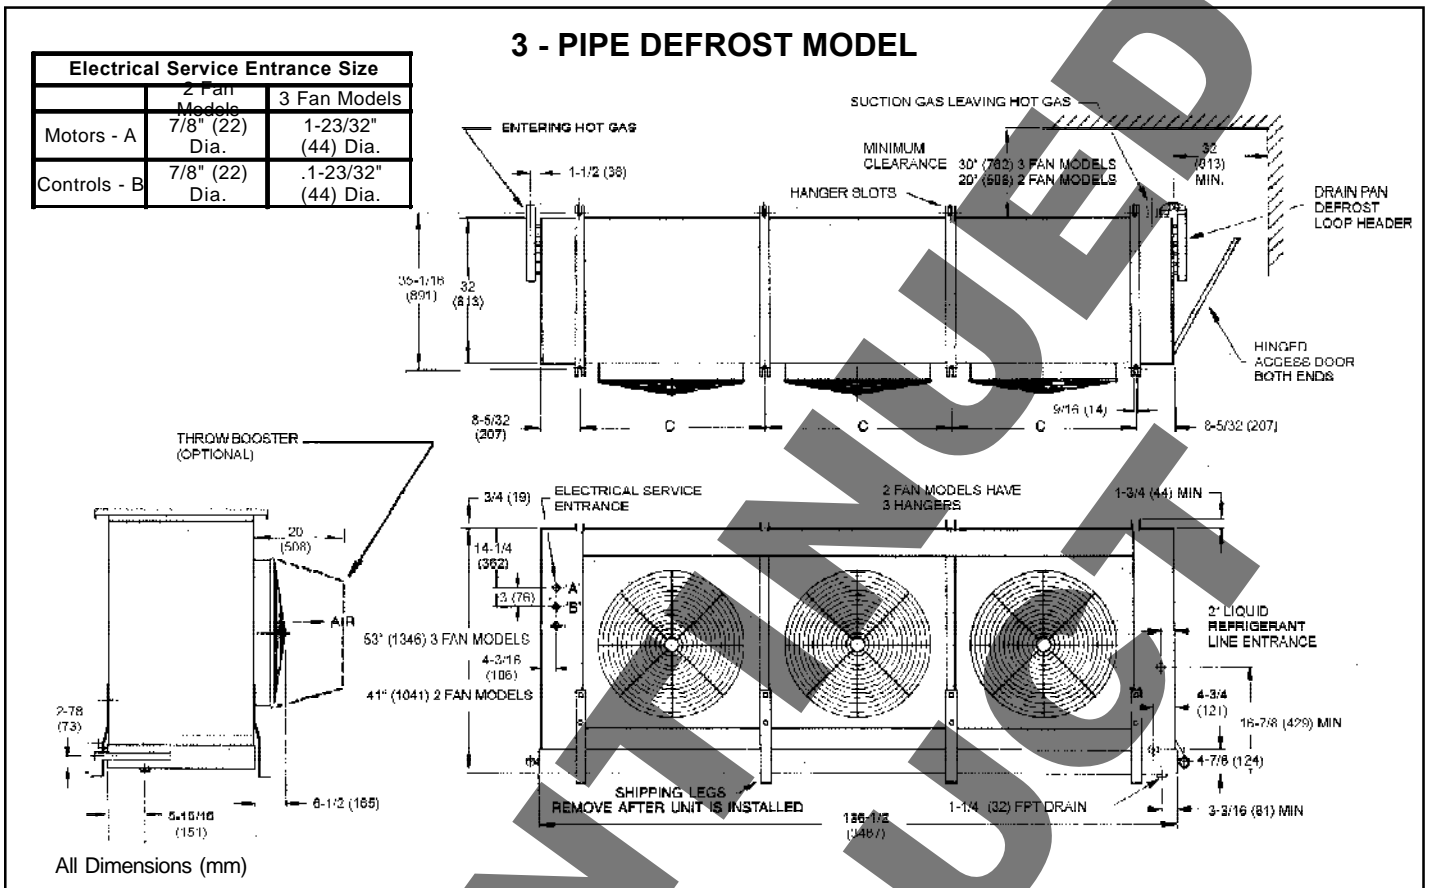 3 - PIPE DEFROST MODEL
Electrical Service Entrance Size
2 Fan Models
3 Fan Models
Motors - A
7/8" (22) Dia.
1-23/32" (44) Dia.
Controls - B
7/8" (22) Dia.
.1-23/32" (44) Dia.
SUCTION GAS LEAVING HOT GAS
ENTERING HOT GAS
1-1/2 (38)
MINIMUM
CLEARANCE
30" (762) 3 FAN MODELS
20" (508) 2 FAN MODELS
32
(813)
MIN.
HANGER SLOTS
DRAIN PAN
DEFROST
LOOP HEADER
35-1/16
(891)
32
(813)
HINGED
ACCESS DOOR
BOTH ENDS
8-5/32
(207)
C
C
C
9/16 (14)
8-5/32 (207)
THROW BOOSTER
(OPTIONAL)
3/4 (19)
ELECTRICAL SERVICE
ENTRANCE
2 FAN MODELS HAVE
3 HANGERS
1-3/4 (44) MIN
20
(508)
14-1/4
(362)
'A'
3 (76)
'B'
AIR
53" (1346) 3 FAN MODELS
4-3/16
(106)
41" (1041) 2 FAN MODELS
2" LIQUID
REFRIGERANT
LINE ENTRANCE
4-3/4
(121)
16-7/8 (429) MIN
2-78
(73)
4-7/8 (124)
6-1/2 (165)
5-15/16
(151)
SHIPPING LEGS
REMOVE AFTER UNIT IS INSTALLED
1-1/4 (32) FPT DRAIN
3-3/16 (81) MIN
(3467)
All Dimensions (mm)
NTINUED
UCT